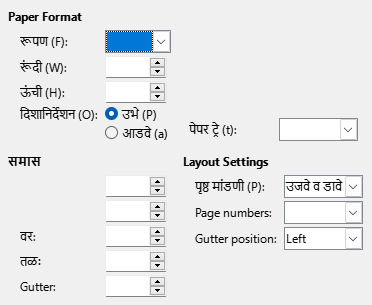 Paper Format
रूपण (F):
रूंदी (W):
ऊंची (H):
दिशानिर्देशन (O): उभे (P)
आडवे (a) पेपर ट्रे (t):
समास Layout Settings
पृष्ठ मांडणी (P): उजवे व डावे
Page numbers:
वर: Gutter position: Left
तळः
Gutter: